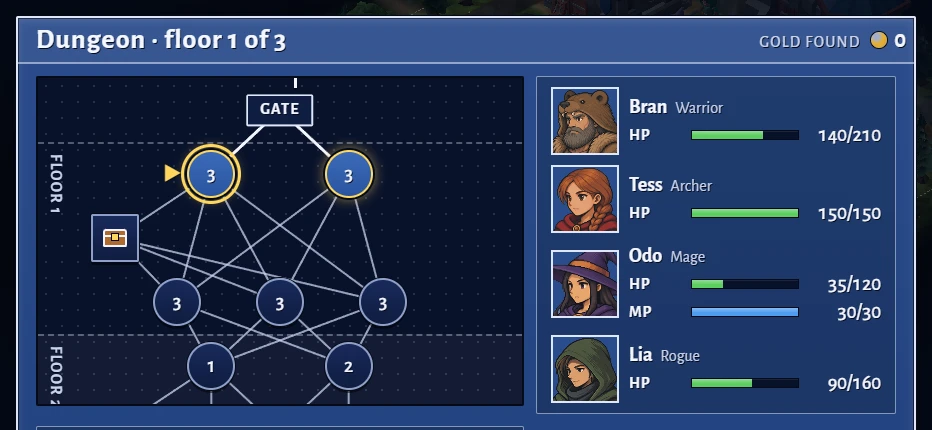 Dungeon · floor 1 of 3
GOLD FOUND 0
GATE
FLOOR 1
3
3
3
3
3
FLOOR
1
2
Bran Warrior
HP 140/210
Tess Archer
HP 150/150
Odo Mage
HP 35/120
MP 30/30
Lia Rogue
HP 90/160